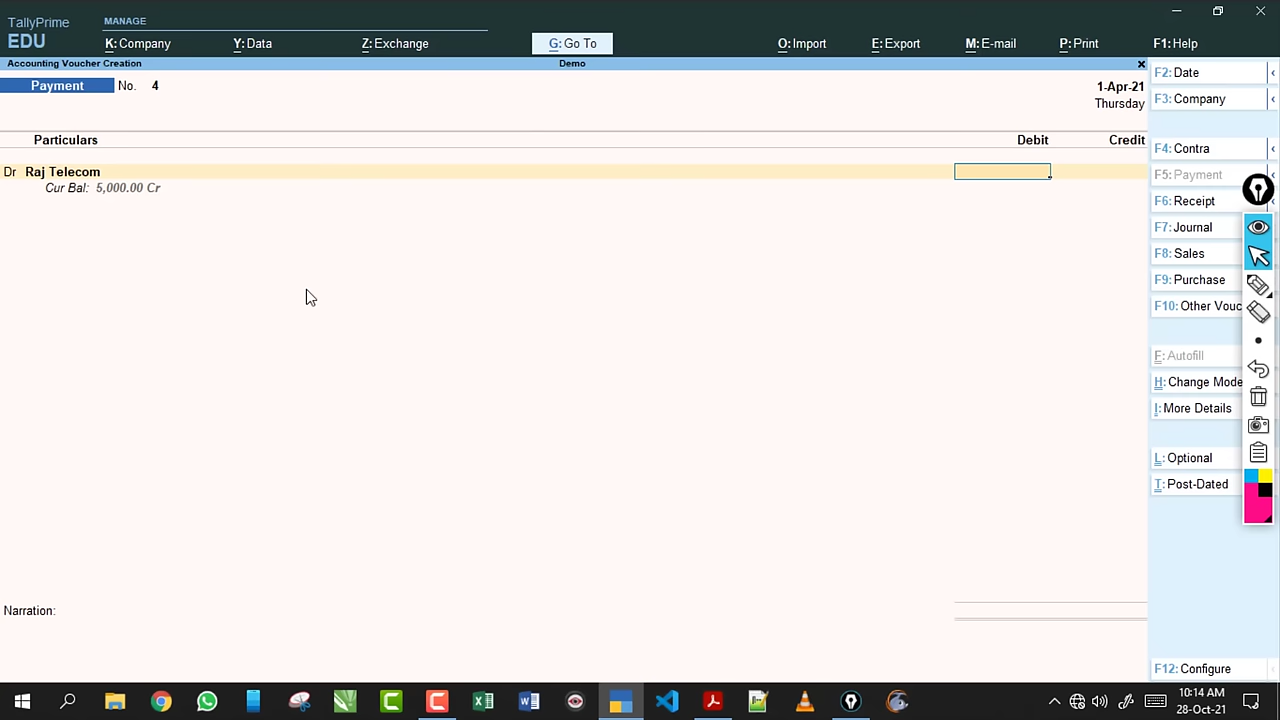 TallyPrime
EDU
MANAGE
K: Company
Y: Data
Z: Exchange
G: Go To
O: Import
E: Export
M: E-mail
P: Print
F1: Help
Accounting Voucher Creation
Demo
Payment No. 4
1-Apr-21
Thursday
Particulars
Debit
Credit
Dr Raj Telecom
Cur Bal: 5,000.00 Cr
Narration:
F2: Date
F3: Company
F4: Contra
F5: Payment
F6: Receipt
F7: Journal
F8: Sales
F9: Purchase
F10: Other Vouc
F: Autofill
H: Change Mode
I: More Details
L: Optional
T: Post-Dated
F12: Configure
10:14 AM
28-Oct-21